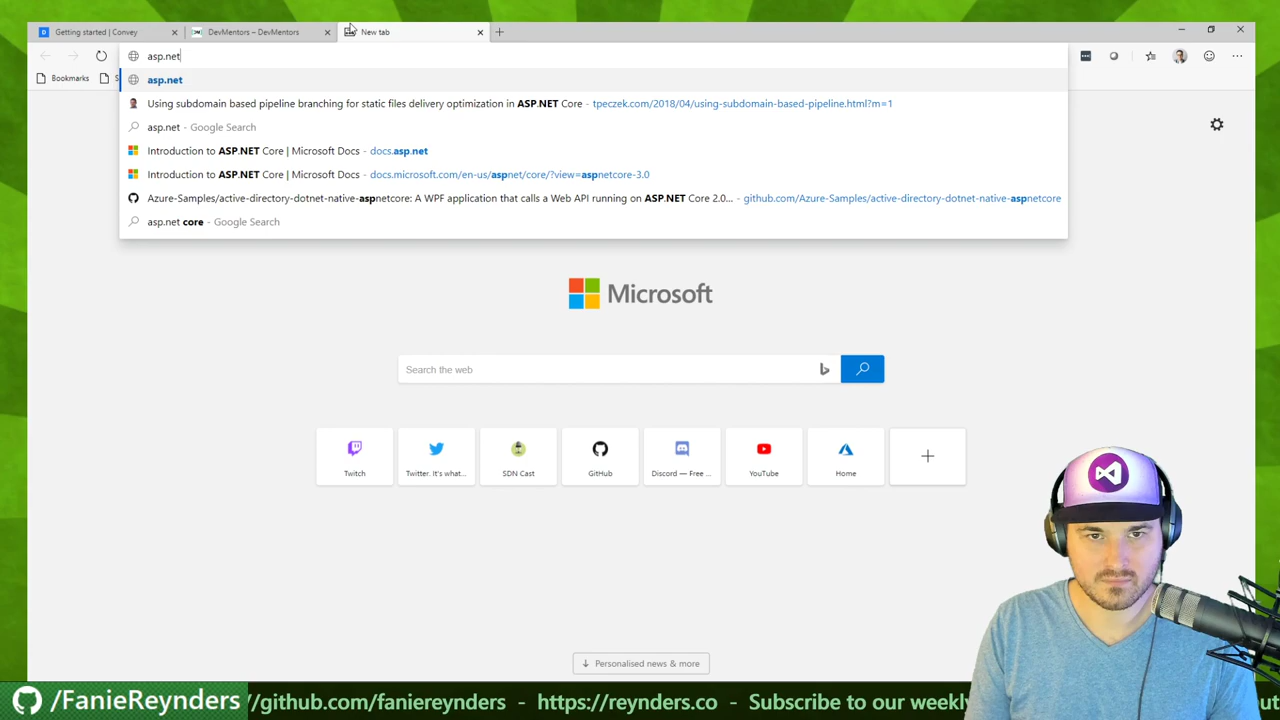 Getting started | Convey
DevMentors – DevMentors
New tab
asp.net
Bookmarks
asp.net
Using subdomain based pipeline branching for static files delivery optimization in ASP.NET Core - tpeczek.com/2018/04/using-subdomain-based-pipeline.html?m=1
asp.net - Google Search
Introduction to ASP.NET Core | Microsoft Docs - docs.asp.net
Introduction to ASP.NET Core | Microsoft Docs - docs.microsoft.com/en-us/aspnet/core/?view=aspnetcore-3.0
Azure-Samples/active-directory-dotnet-native-aspnetcore: A WPF application that calls a Web API running on ASP.NET Core 2.0... - github.com/Azure-Samples/active-directory-dotnet-native-aspnetcore
asp.net core - Google Search
Microsoft
Search the web
Twitch
Twitter. It's what...
SDN Cast
GitHub
Discord — Free ...
YouTube
Home
Personalised news & more
/FanieReynders
//github.com/faniereynders - https://reynders.co - Subscribe to our weekly